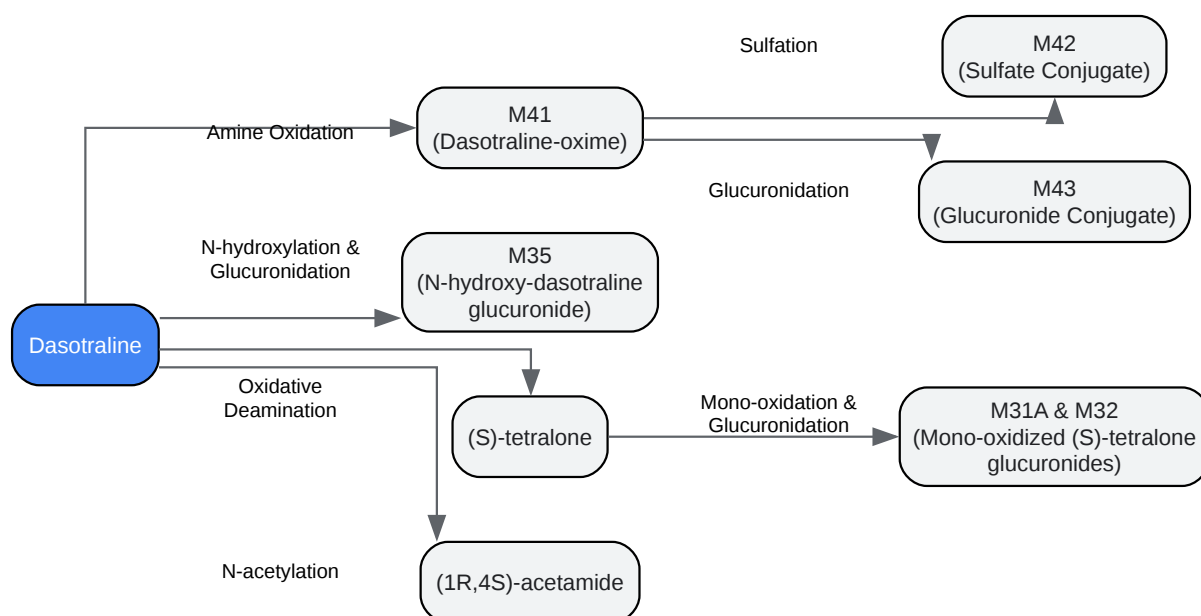 Sulfation
M42
(Sulfate Conjugate)
Amine Oxidation
M41
(Dasotraline-oxime)
Glucuronidation
M43
(Glucuronide Conjugate)
N-hydroxylation &
Glucuronidation
M35
(N-hydroxy-dasotraline
glucuronide)
Dasotraline
Oxidative
Deamination
(S)-tetralone
Mono-oxidation &
Glucuronidation
M31A & M32
(Mono-oxidized (S)-tetralone
glucuronides)
N-acetylation
(1R,4S)-acetamide